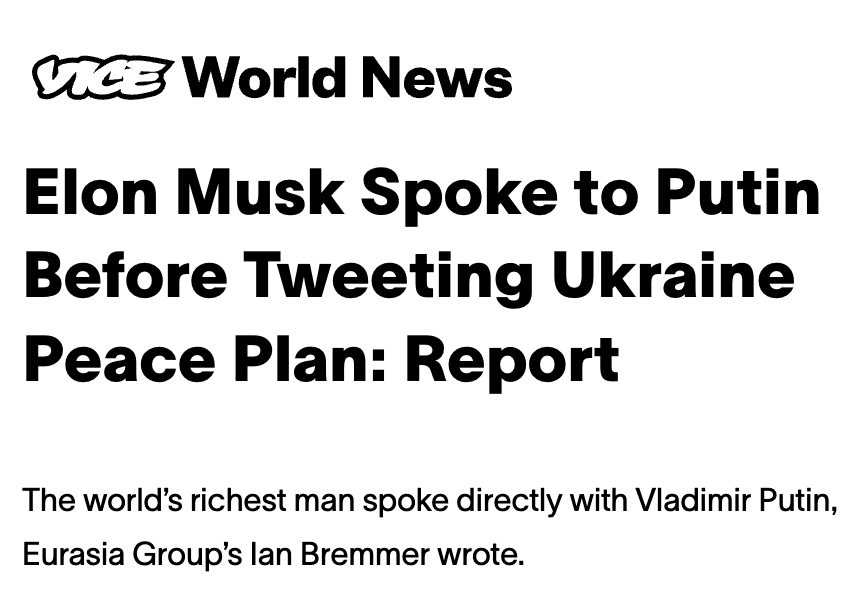 VICE World News
Elon Musk Spoke to Putin
Before Tweeting Ukraine
Peace Plan: Report
The world’s richest man spoke directly with Vladimir Putin,
Eurasia Group’s Ian Bremmer wrote.